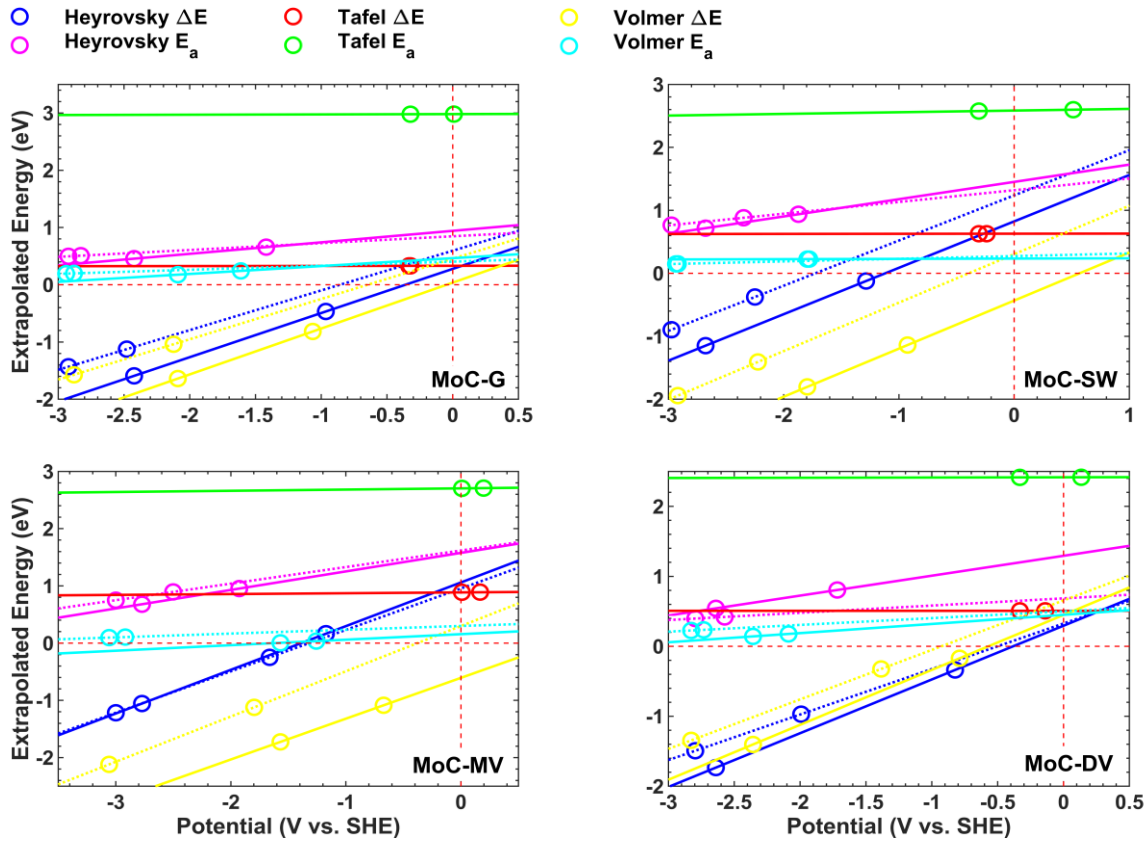 Heyrovsky ΔE
Tafel ΔE
Volmer ΔE
Heyrovsky E_a
Tafel E_a
Volmer E_a
Extrapolated Energy (eV)
3
2
1
0
-1
-2
-3 -2.5 -2 -1.5 -1 -0.5 0 0.5
MoC-G
3
2
1
0
-1
-2
-3 -2 -1 0 1
MoC-SW
Extrapolated Energy (eV)
3
2
1
0
-1
-2
-3 -2 -1 0
MoC-MV
Potential (V vs. SHE)
2
1
0
-1
-2
-3 -2.5 -2 -1.5 -1 -0.5 0 0.5
MoC-DV
Potential (V vs. SHE)